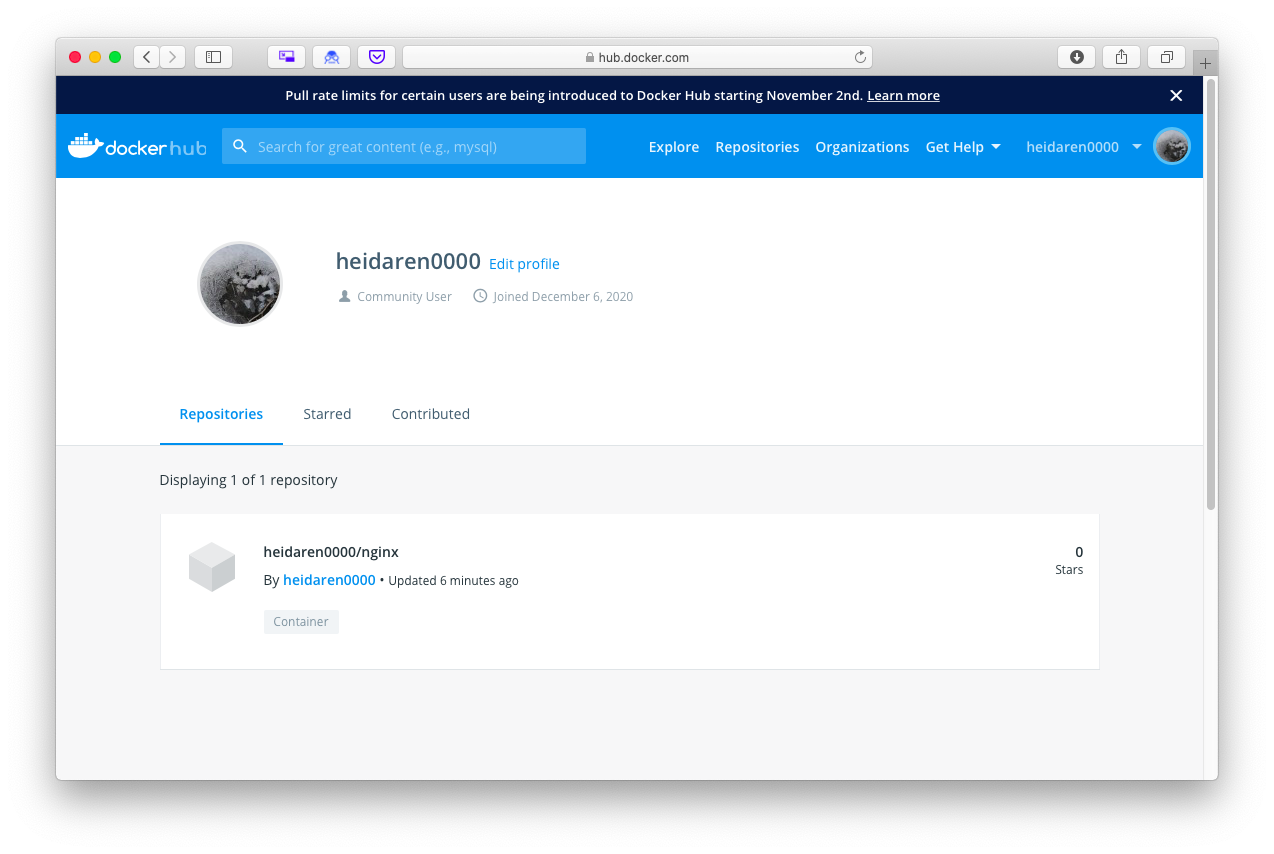 hub.docker.com
Pull rate limits for certain users are being introduced to Docker Hub starting November 2nd. Learn more
docker hub
Search for great content (e.g., mysql)
Explore Repositories Organizations Get Help heidaren0000
heidaren0000 Edit profile
Community User Joined December 6, 2020
Repositories Starred Contributed
Displaying 1 of 1 repository
heidaren0000/nginx
0
By heidaren0000 • Updated 6 minutes ago
Stars
Container